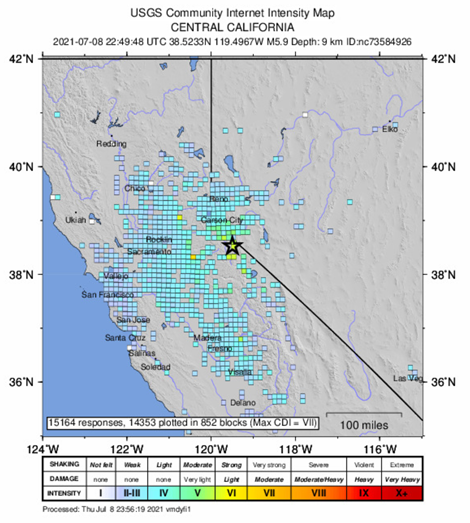 USGS Community Internet Intensity Map
CENTRAL CALIFORNIA
2021-07-08 22:49:48 UTC 38.5233N 119.4967W M5.9 Depth: 9 km ID:nc73584926
42°N 42°N
Elko
Redding
40°N 40°N
Chico
Reno
Ukiah
Carson City
Rocklin
Sacramento
38°N 38°N
Vallejo
San Francisco
San Jose
Santa Cruz
Madera
Salinas
Fresno
Soledad
Visalia
36°N 36°N
Las Veg
Delano
15164 responses, 14353 plotted in 852 blocks (Max CDI = VII)
100 miles
124°W 122°W 120°W 118°W 116°W
SHAKING Not felt Weak Light Moderate Strong Very strong Severe Violent Extreme
DAMAGE none none none Very light Light Moderate Moderate/Heavy Heavy Very Heavy
INTENSITY I II-III IV V VI VII VIII IX X+
Processed: Thu Jul 8 23:56:19 2021 vmdyfi1